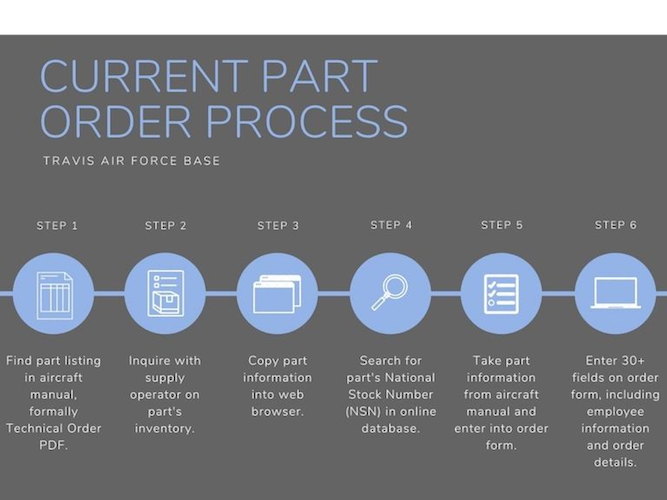 CURRENT PART
ORDER PROCESS
TRAVIS AIR FORCE BASE
STEP 1
Find part listing
in aircraft
manual,
formally
Technical Order
PDF.
STEP 2
Inquire with
supply
operator on
part's
inventory.
STEP 3
Copy part
information
into web
browser.
STEP 4
Search for
part's National
Stock Number
(NSN) in online
database.
STEP 5
Take part
information
from aircraft
manual and
enter into order
form.
STEP 6
Enter 30+
fields on order
form, including
employee
information
and order
details.